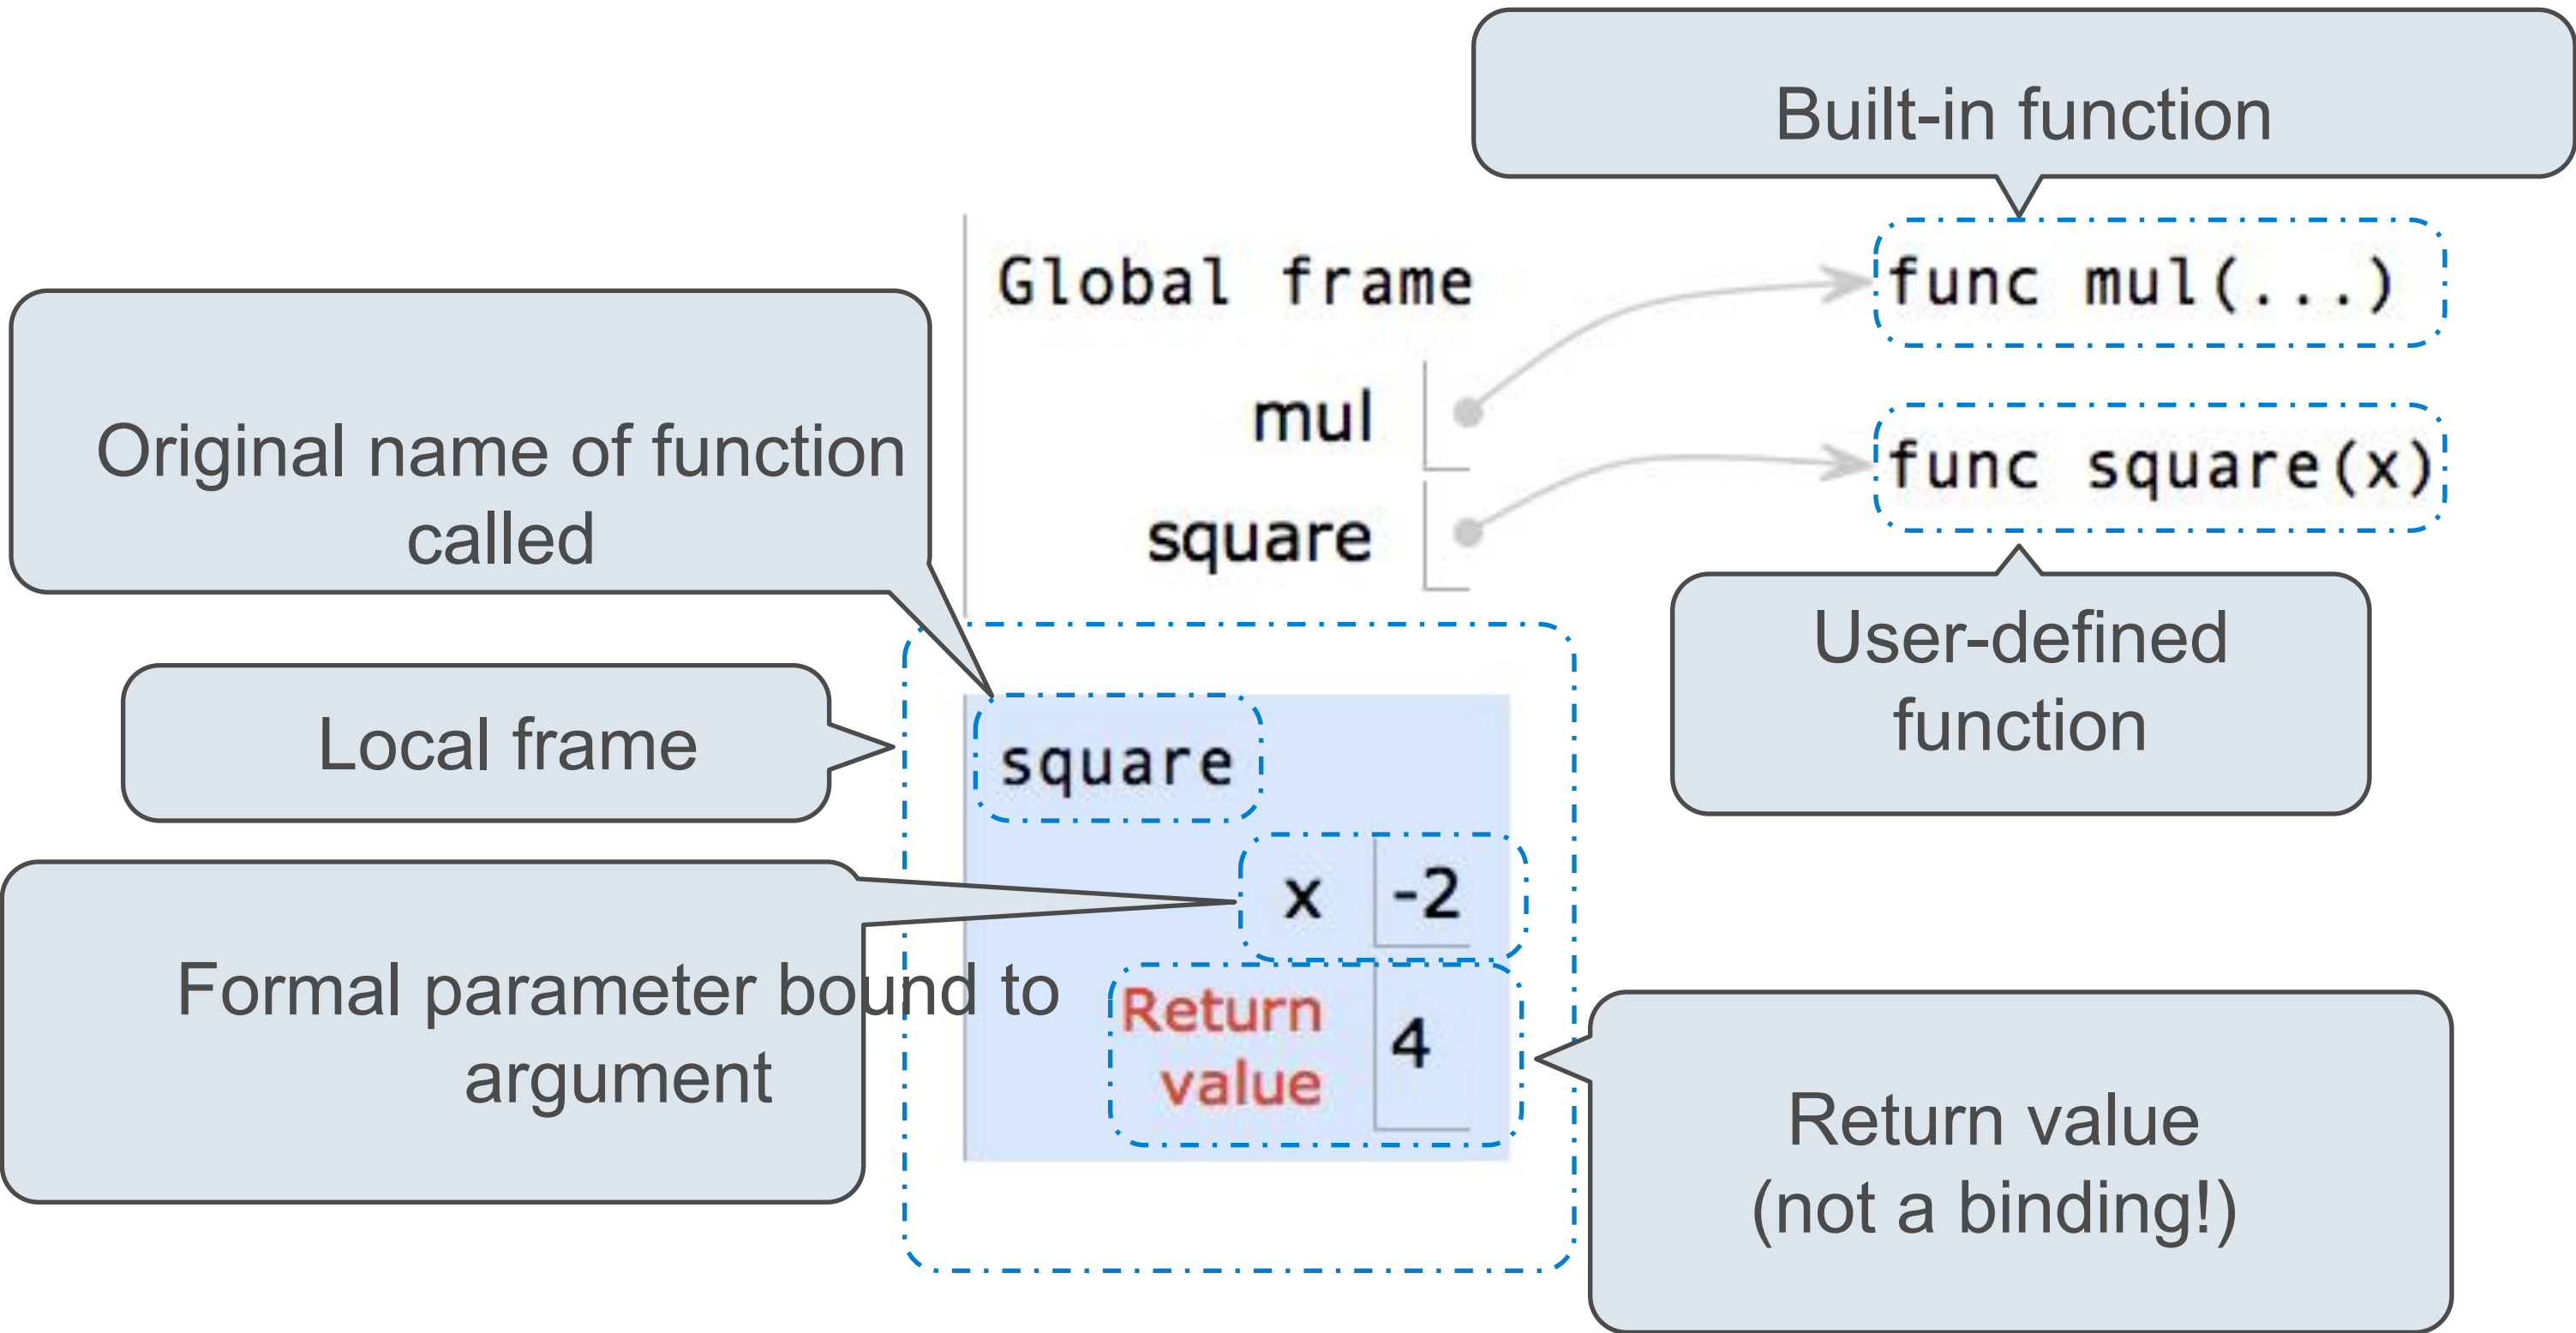 Built-in function
Global frame
func mul(...)
mul
Original name of function
called
func square(x)
square
User-defined
function
Local frame
square
x -2
Formal parameter bound to
argument
Return
value
4
Return value
(not a binding!)